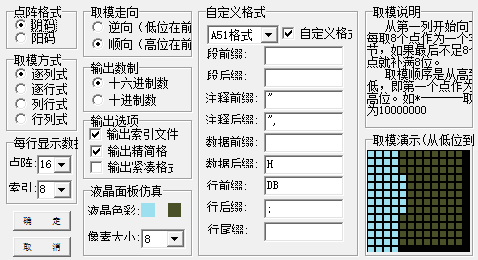 点阵格式
阴码
阳码
取模方式
逐列式
逐行式
列行式
行列式
每行显示数据
点阵: 16
索引: 8
确 定
取 消
取模走向
逆向(低位在前
顺向(高位在前
输出数制
十六进制数
十进制数
输出选项
输出索引文件
输出精简格
输出紧凑格式
液晶面板仿真
液晶色彩:
像素大小: 8
自定义格式
A51格式 自定义格式
段前缀:
段后缀:
注释前缀: "
注释后缀: ",
数据前缀:
数据后缀: H
行前缀: DB
行后缀: ;
行尾缀:
取模说明
从第一列开始向下
每取8个点作为一个字
节,如果最后不足8个
点就补满8位。
取模顺序是从高到
低,即第一个点作为
高位。如*-------取
为10000000
取模演示(从低位到